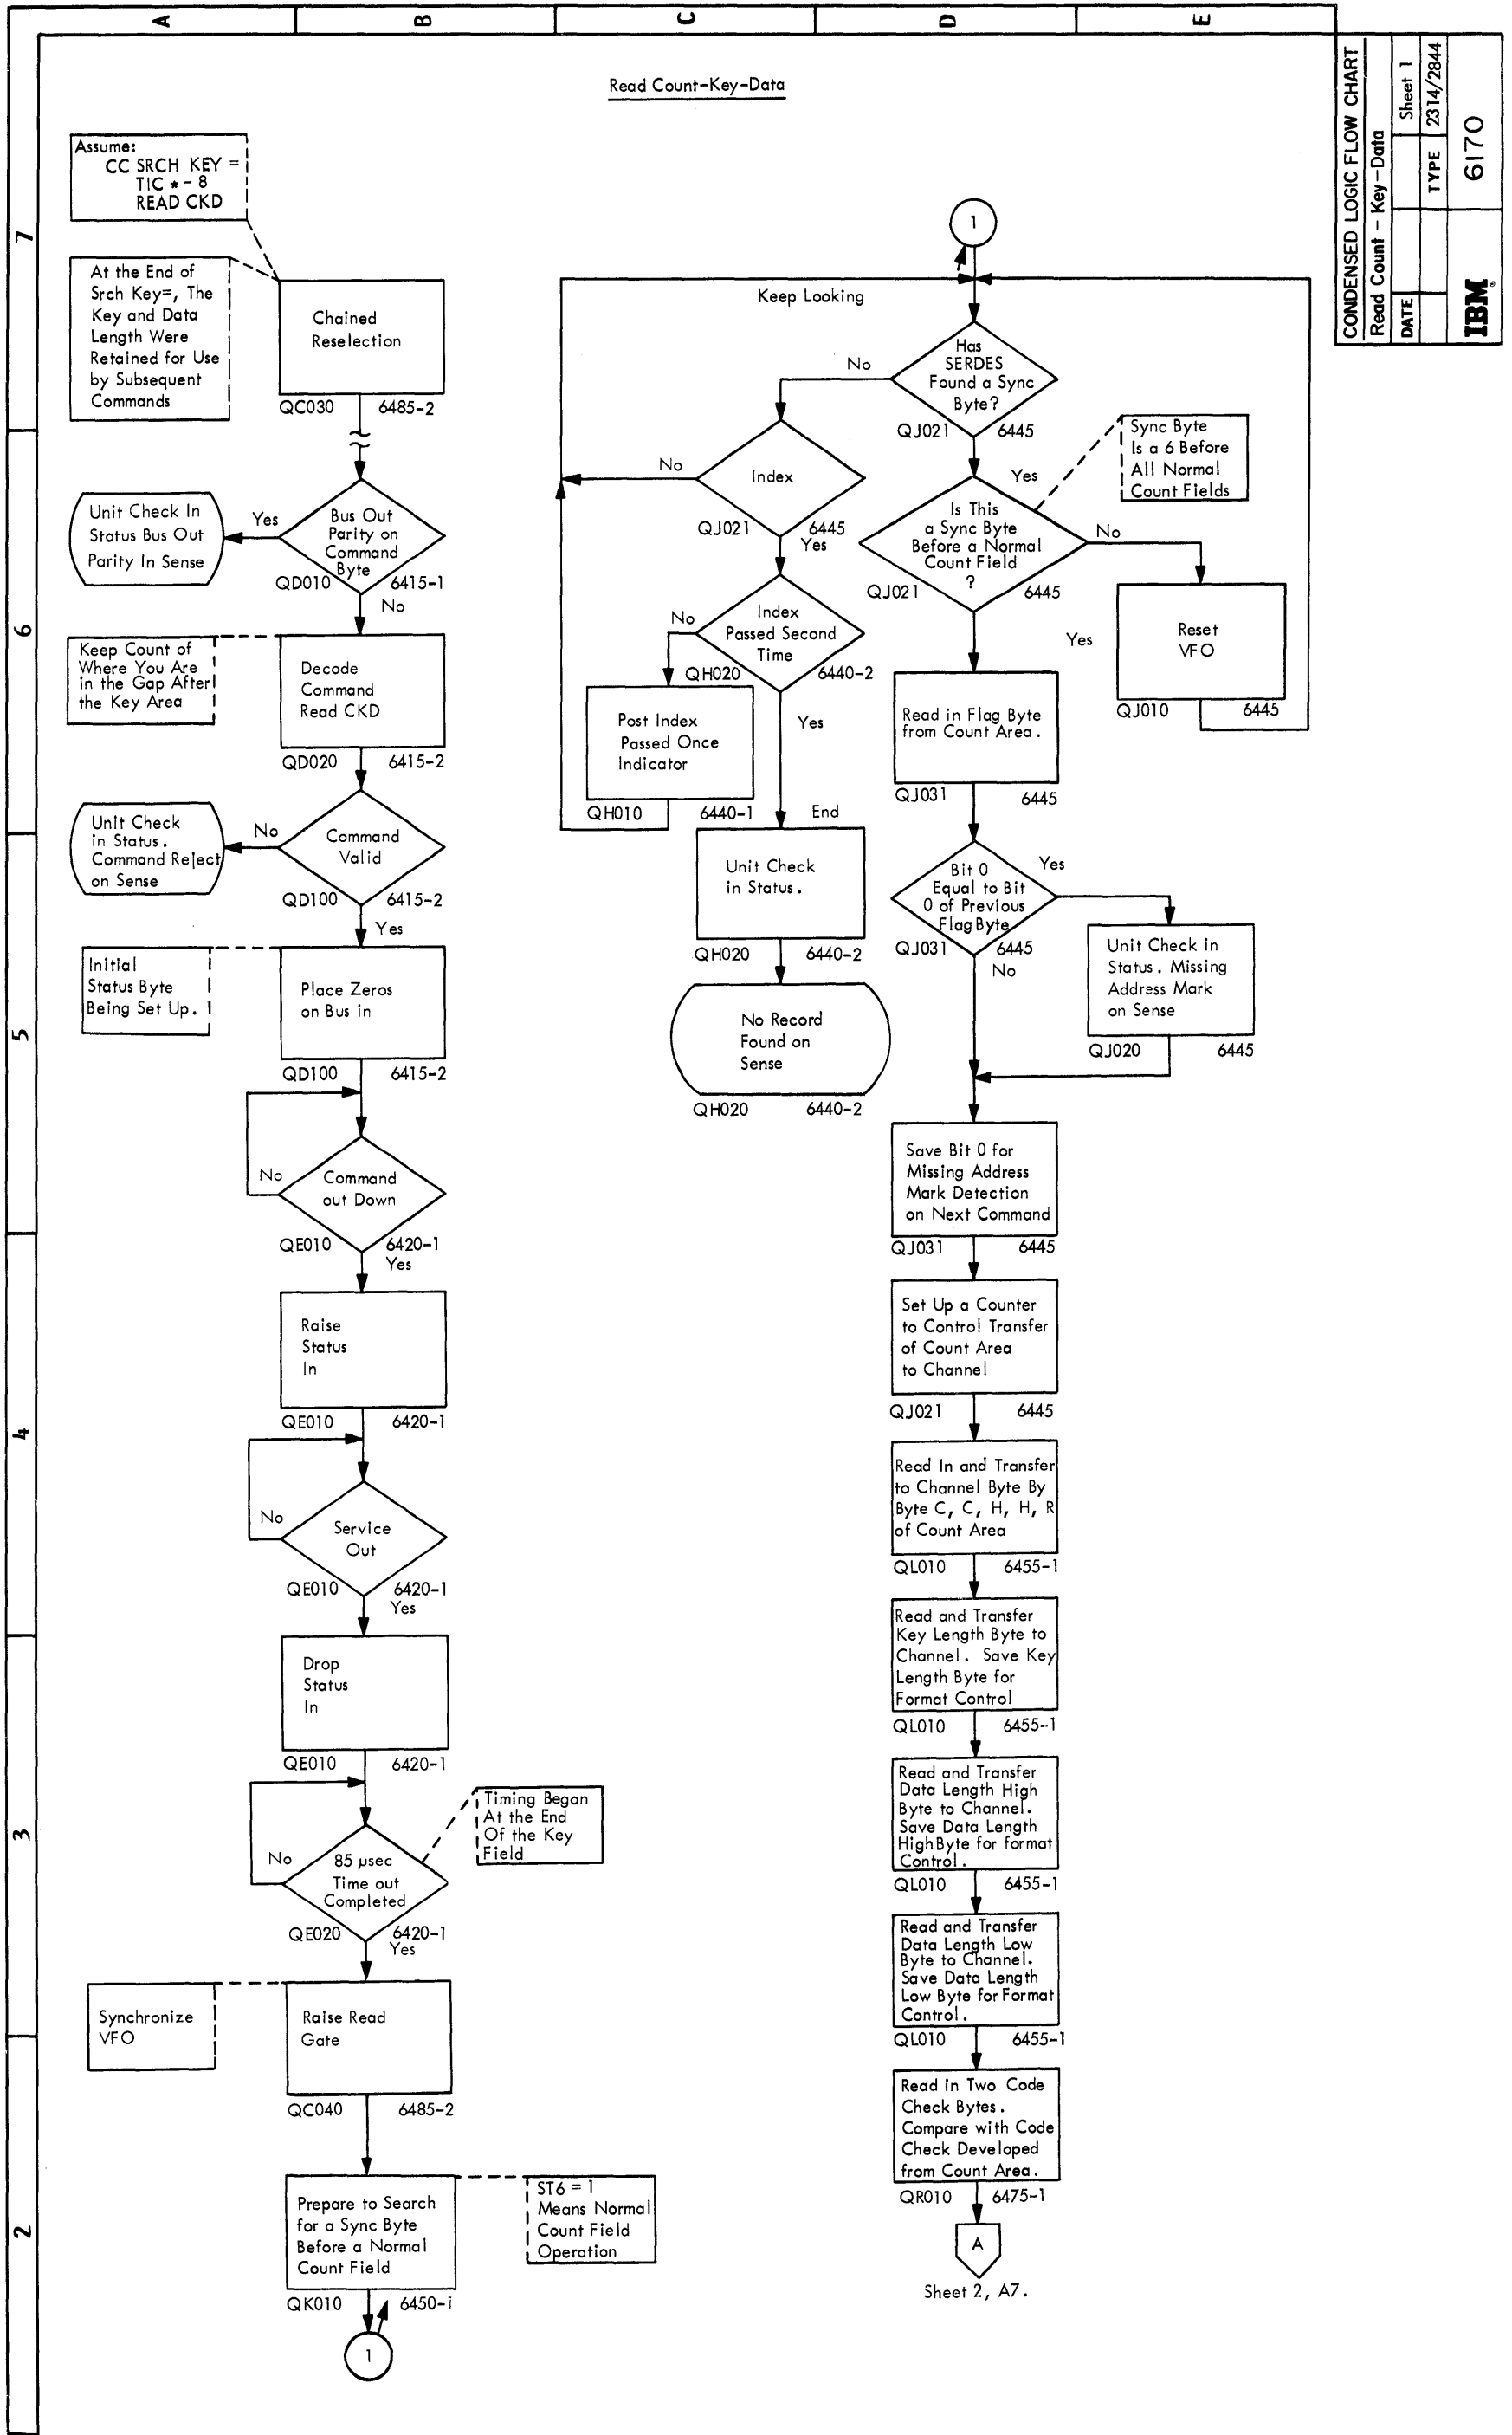 A
B
C
D
E
7
6
5
4
3
2
CONDENSED LOGIC FLOW CHART
Read Count - Key-Data
DATE
Sheet 1
TYPE
2314/2844
IBM®
6170
Read Count-Key-Data
Assume:
CC SRCH KEY =
TIC *- 8
READ CKD
At the End of
Srch Key=, The
Key and Data
Length Were
Retained for Use
by Subsequent
Commands
Chained
Reselection
QC030 6485-2
Bus Out
Parity on
Command
Byte
QD010 6415-1
Yes
Unit Check In
Status Bus Out
Parity In Sense
No
Keep Count of
Where You Are
in the Gap After
the Key Area
Decode
Command
Read CKD
QD020 6415-2
Command
Valid
QD100 6415-2
No
Unit Check
in Status.
Command Reject
on Sense
Yes
Initial
Status Byte
Being Set Up.
Place Zeros
on Bus in
QD100 6415-2
Command
out Down
No
QE010 6420-1
Yes
Raise
Status
In
QE010 6420-1
Service
Out
No
QE010 6420-1
Yes
Drop
Status
In
QE010 6420-1
Timing Began
At the End
Of the Key
Field
85 μsec
Time out
Completed
No
QE020 6420-1
Yes
Synchronize
VFO
Raise Read
Gate
QC040 6485-2
Prepare to Search
for a Sync Byte
Before a Normal
Count Field
QK010 6450-1
ST6 = 1
Means Normal
Count Field
Operation
1
1
Keep Looking
Has
SERDES
Found a Sync
Byte?
No
QJ021 6445
Yes
Index
No
QJ021 6445
Yes
Index
Passed Second
Time
No
QH020 6440-2
Post Index
Passed Once
Indicator
QH010 6440-1
Yes
End
Unit Check
in Status.
QH020 6440-2
No Record
Found on
Sense
QH020 6440-2
Sync Byte
Is a 6 Before
All Normal
Count Fields
Is This
a Sync Byte
Before a Normal
Count Field
?
QJ021 6445
No
Reset
VFO
QJ010 6445
Yes
Read in Flag Byte
from Count Area.
QJ031 6445
Bit 0
Equal to Bit
0 of Previous
Flag Byte
QJ031 6445
Yes
Unit Check in
Status. Missing
Address Mark
on Sense
QJ020 6445
No
Save Bit 0 for
Missing Address
Mark Detection
on Next Command
QJ031 6445
Set Up a Counter
to Control Transfer
of Count Area
to Channel
QJ021 6445
Read In and Transfer
to Channel Byte By
Byte C, C, H, H, R
of Count Area
QL010 6455-1
Read and Transfer
Key Length Byte to
Channel. Save Key
Length Byte for
Format Control
QL010 6455-1
Read and Transfer
Data Length High
Byte to Channel.
Save Data Length
HighByte for format
Control.
QL010 6455-1
Read and Transfer
Data Length Low
Byte to Channel.
Save Data Length
Low Byte for Format
Control.
QL010 6455-1
Read in Two Code
Check Bytes.
Compare with Code
Check Developed
from Count Area.
QR010 6475-1
A
Sheet 2, A7.